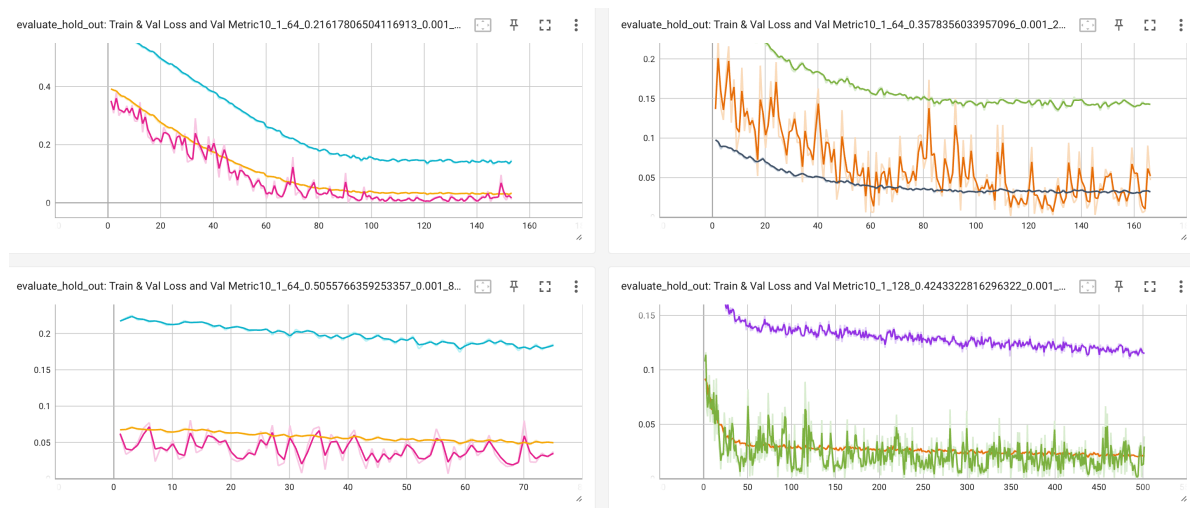 evaluate_hold_out: Train & Val Loss and Val Metric10_1_64_0.21617806504116913_0.001_...
0.4
0.2
0
0 20 40 60 80 100 120 140 160
evaluate_hold_out: Train & Val Loss and Val Metric10_1_64_0.3578356033957096_0.001_2...
0.2
0.15
0.1
0.05
0 20 40 60 80 100 120 140 160
evaluate_hold_out: Train & Val Loss and Val Metric10_1_64_0.5055766359253357_0.001_8...
0.2
0.15
0.1
0.05
0 10 20 30 40 50 60 70
evaluate_hold_out: Train & Val Loss and Val Metric10_1_128_0.4243322816296322_0.001_...
0.15
0.1
0.05
0 50 100 150 200 250 300 350 400 450 500